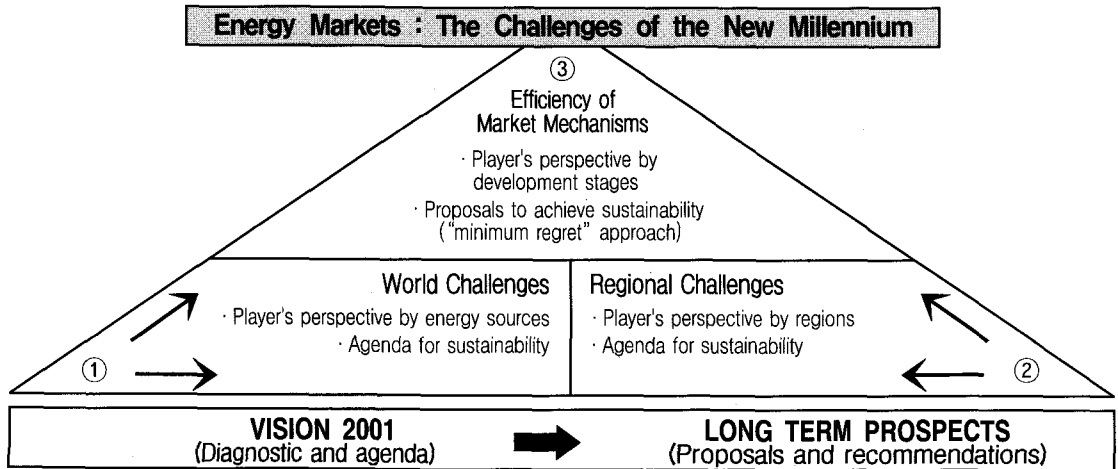 Energy Markets : The Challenges of the New Millennium
③
Efficiency of
Market Mechanisms
· Player's perspective by
development stages
· Proposals to achieve sustainability
("minimum regret" approach)
World Challenges
· Player's perspective by energy sources
· Agenda for sustainability
①
Regional Challenges
· Player's perspective by regions
· Agenda for sustainability
②
VISION 2001
(Diagnostic and agenda)
LONG TERM PROSPECTS
(Proposals and recommendations)